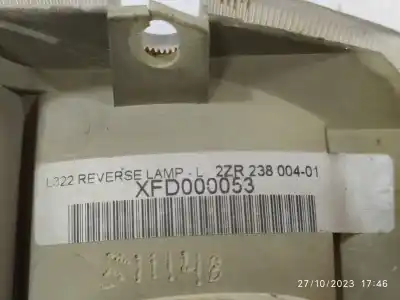 L322 REVERSE LAMP - L 2ZR 238 004-01
XFD000053
27/10/2023 17:46